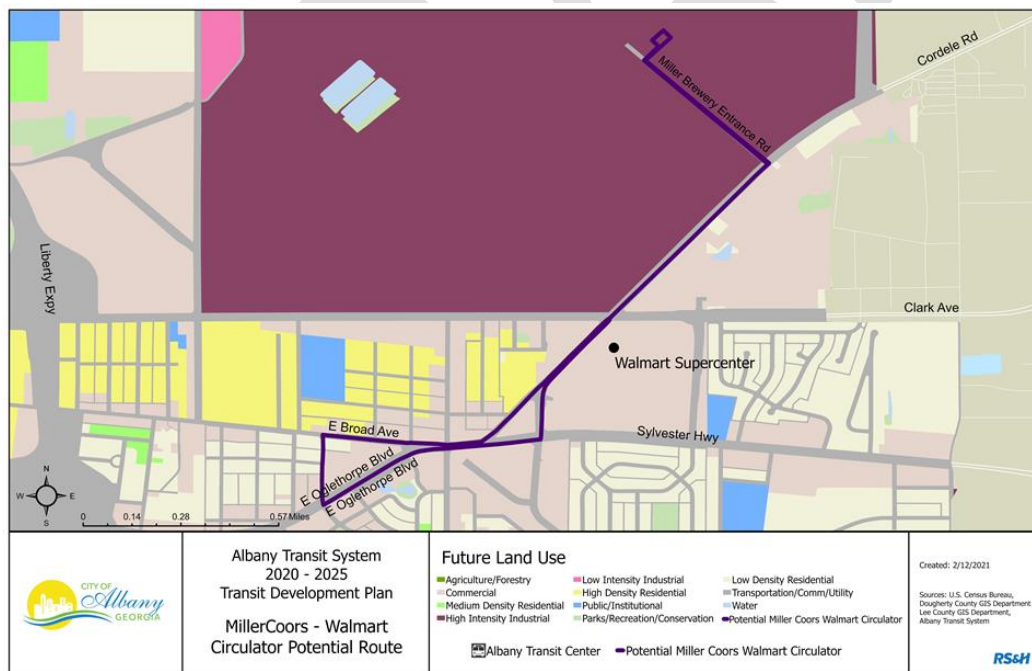 Cordele Rd
Miller Brewery Entrance Rd
Liberty Expy
Clark Ave
Walmart Supercenter
E Broad Ave
Sylvester Hwy
E Oglethorpe Blvd
E Oglethorpe Blvd
N
W E
S
0 0.14 0.28 0.57 Miles
CITY OF
Albany
GEORGIA
Albany Transit System
2020 - 2025
Transit Development Plan
MillerCoors - Walmart
Circulator Potential Route
Future Land Use
Agriculture/Forestry
Commercial
Medium Density Residential
High Intensity Industrial
Low Intensity Industrial
High Density Residential
Public/Institutional
Parks/Recreation/Conservation
Low Density Residential
Transportation/Comm/Utility
Water
Potential Miller Coors Walmart Circulator
Albany Transit Center
Potential Miller Coors Walmart Circulator
Created: 2/12/2021
Sources: U.S. Census Bureau,
Dougherty County GIS Department
Lee County GIS Department,
Albany Transit System
RS&H